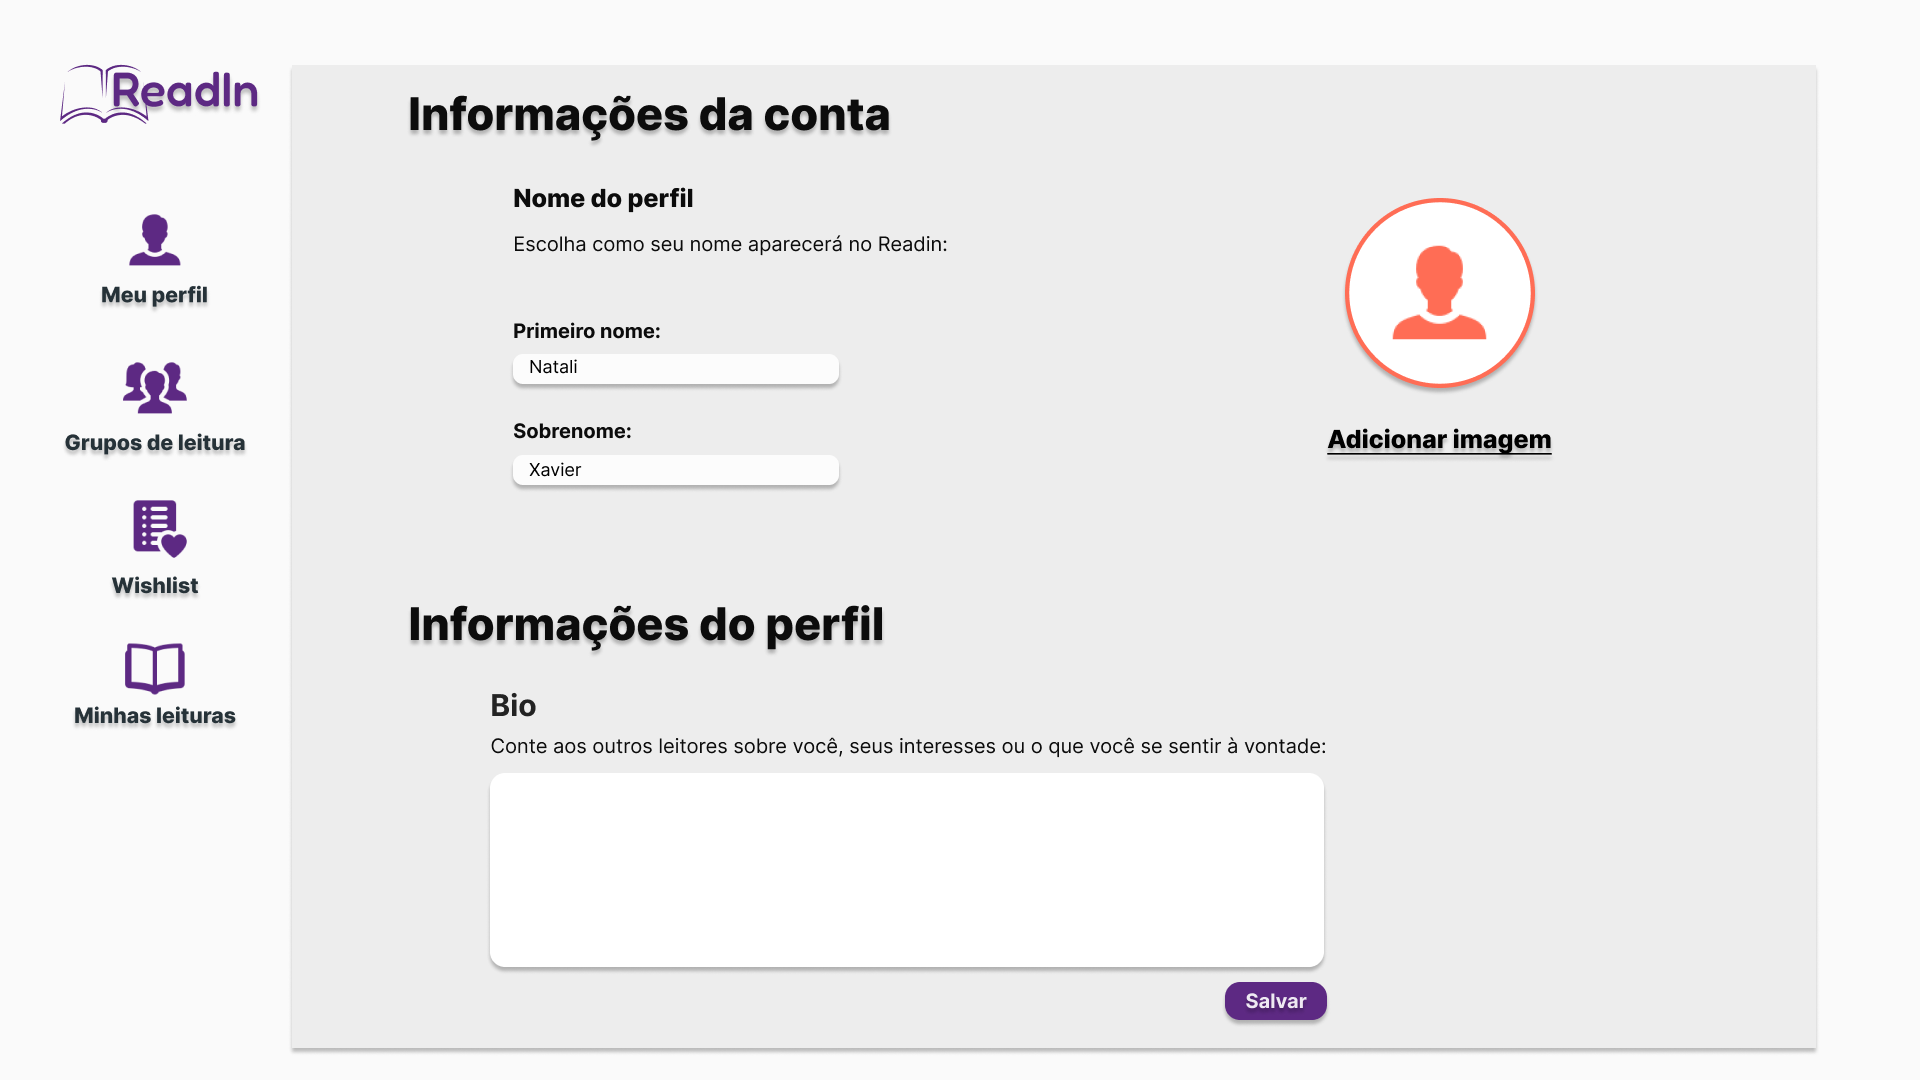 ReadIn
Meu perfil
Grupos de leitura
Wishlist
Minhas leituras
Informações da conta
Nome do perfil
Escolha como seu nome aparecerá no Readin:
Primeiro nome:
Natali
Sobrenome:
Xavier
Adicionar imagem
Informações do perfil
Bio
Conte aos outros leitores sobre você, seus interesses ou o que você se sentir à vontade:
Salvar